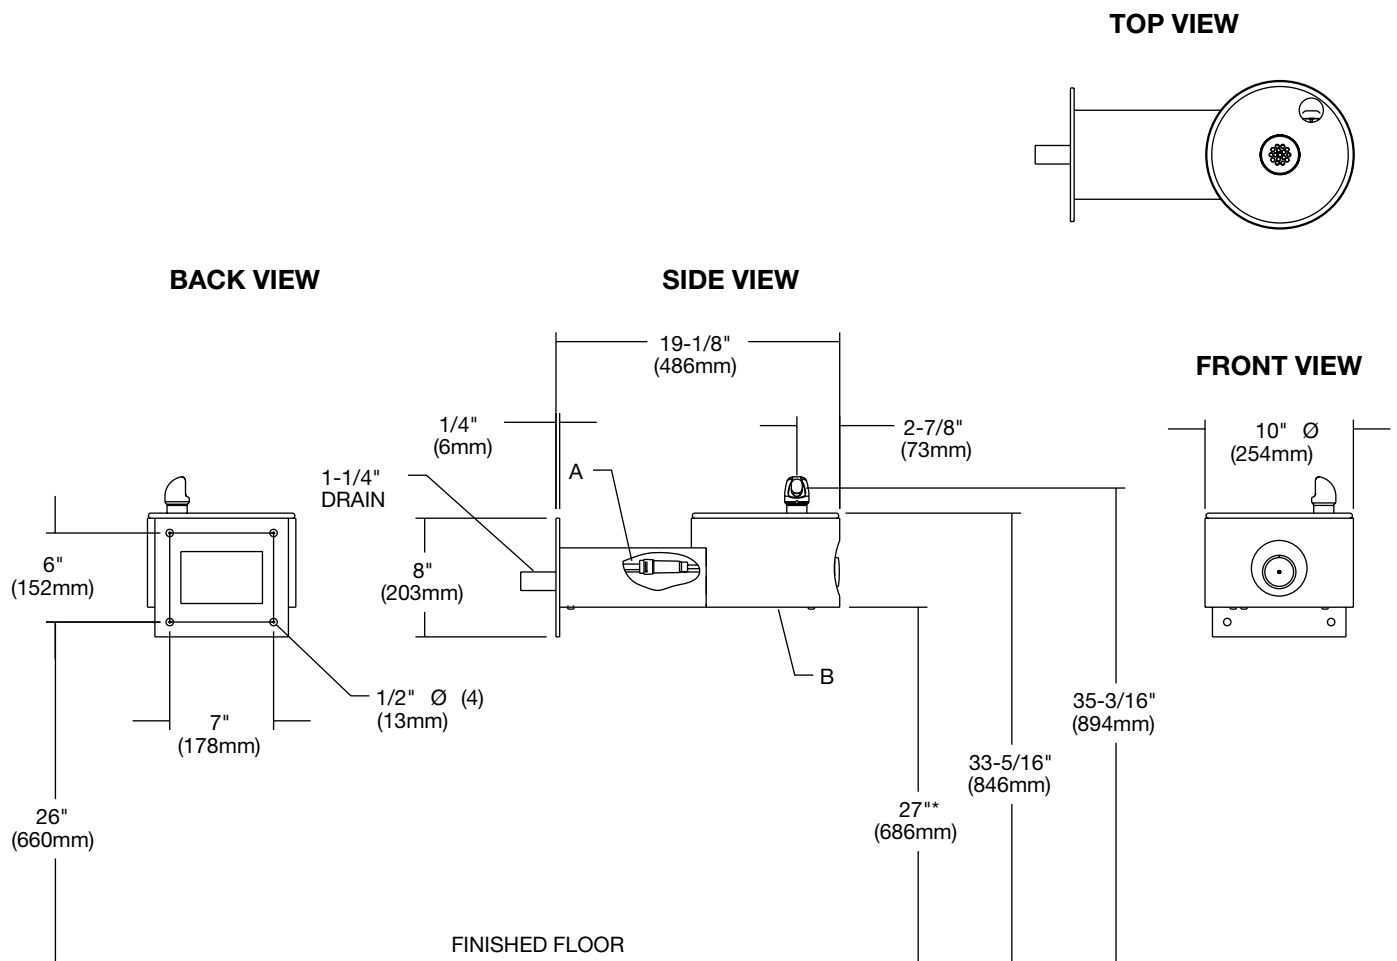 TOP VIEW
BACK VIEW
SIDE VIEW
19-1/8"
(486mm)
FRONT VIEW
1/4"
(6mm)
2-7/8"
(73mm)
10" Ø
(254mm)
A
1-1/4"
DRAIN
6"
(152mm)
8"
(203mm)
B
1/2" Ø (4)
(13mm)
7"
(178mm)
35-3/16"
(894mm)
33-5/16"
(846mm)
26"
(660mm)
27"*
(686mm)
FINISHED FLOOR